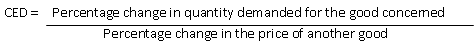 CED = Percentage change in quantity demanded for the good concerned
Percentage change in the price of another good